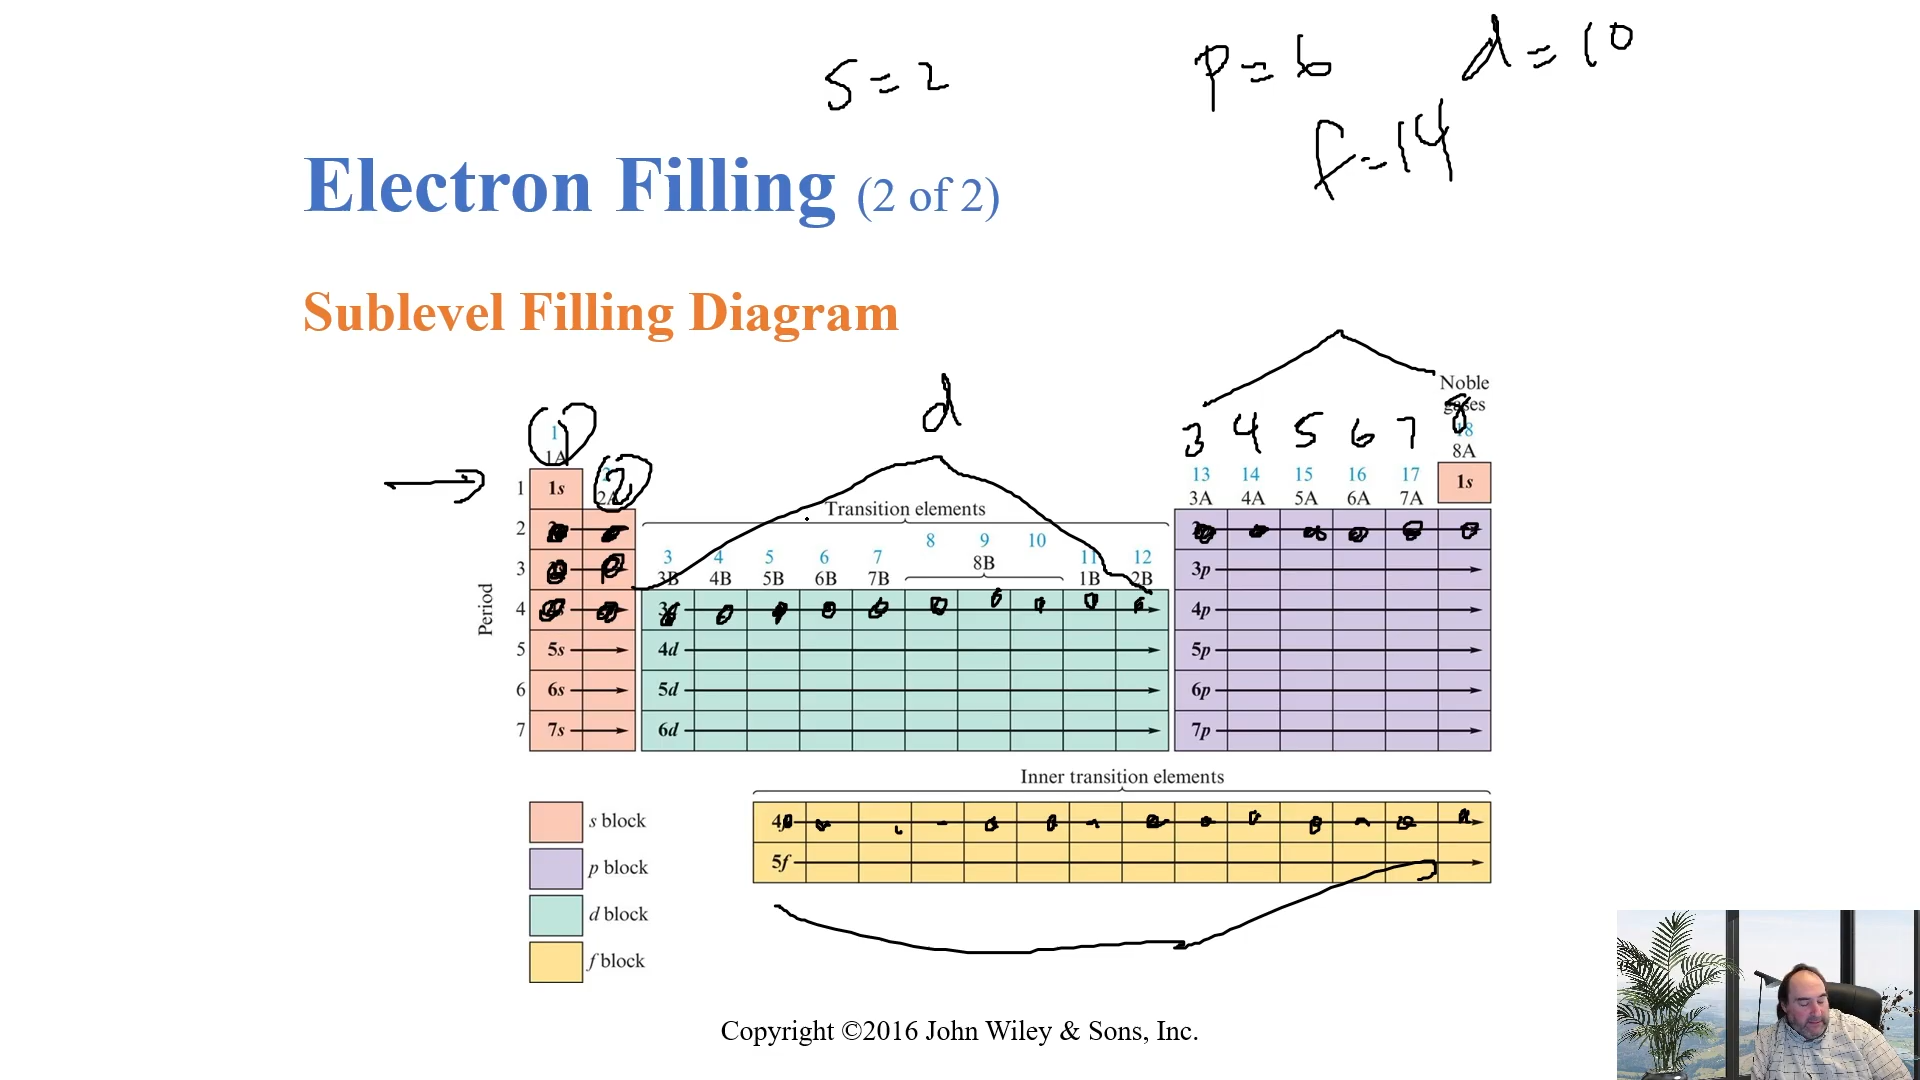 s = 2 p = 6 d = 10
f = 14
Electron Filling (2 of 2)
Sublevel Filling Diagram
d
Noble
gases
3 4 5 6 7 8
1 18
1A 8A
2 13 14 15 16 17
2A 3A 4A 5A 6A 7A
1 1s 1s
Transition elements
2
3 4 5 6 7 8 9 10 11 12
3B 4B 5B 6B 7B 8B 1B 2B
3 3p
Period
4 4p
5 5s 4d 5p
6 6s 5d 6p
7 7s 6d 7p
Inner transition elements
s block 4f
p block 5f
d block
f block
Copyright ©2016 John Wiley & Sons, Inc.